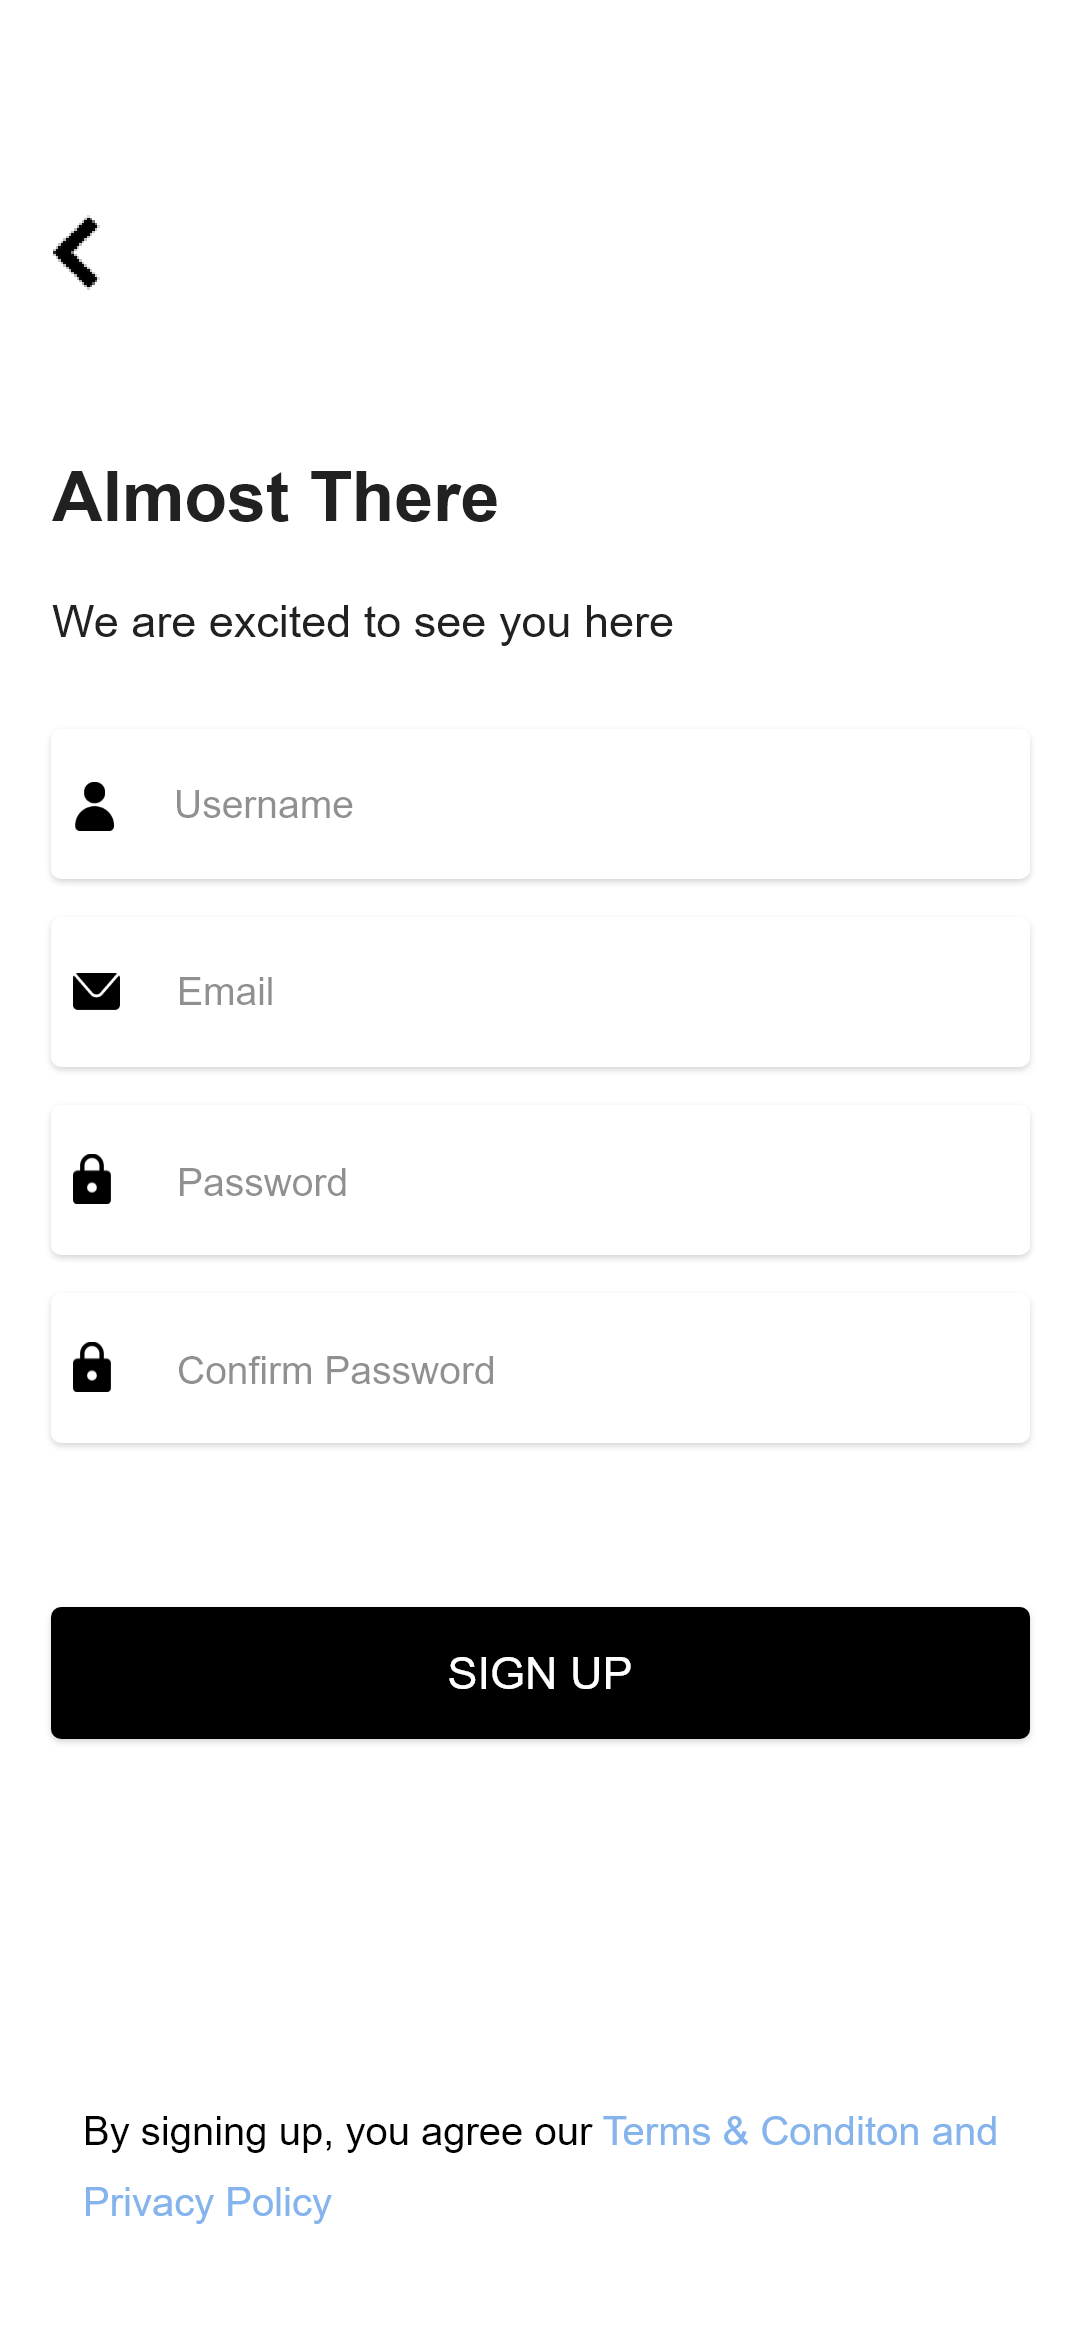 Almost There
We are excited to see you here
Username
Email
Password
Confirm Password
SIGN UP
By signing up, you agree our Terms & Conditon and
Privacy Policy